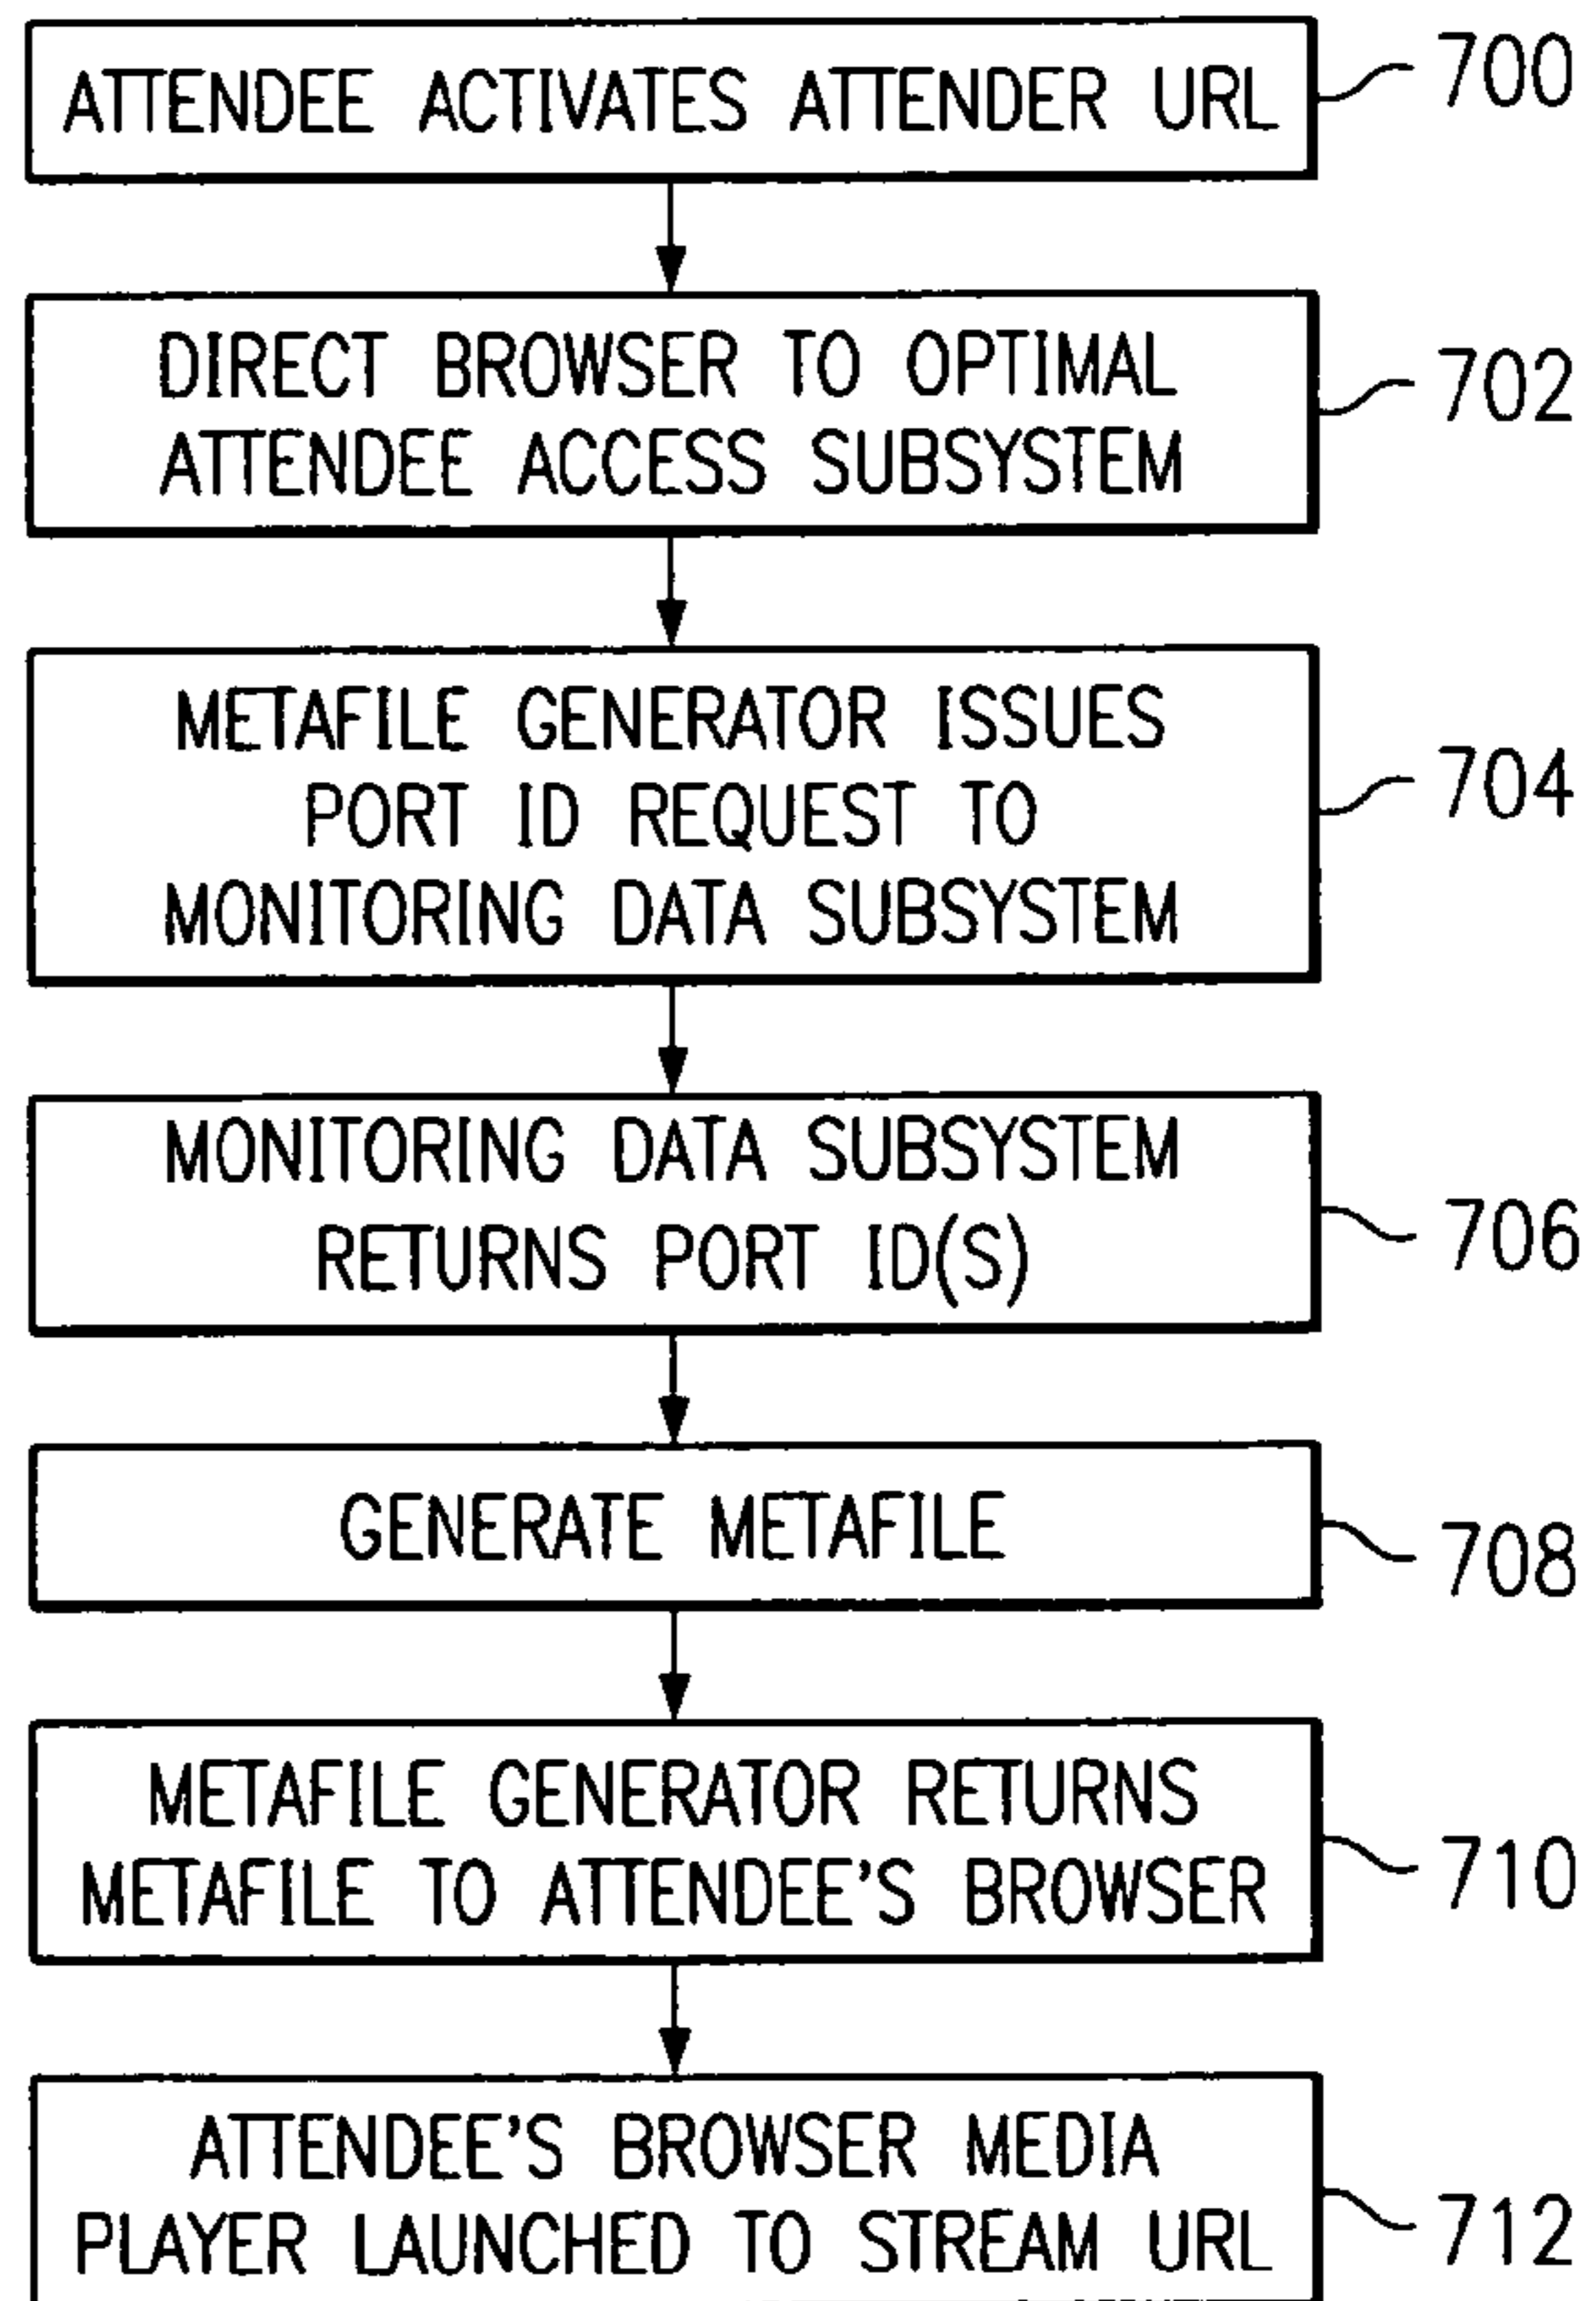 ATTENDEE ACTIVATES ATTENDER URL
700
DIRECT BROWSER TO OPTIMAL
ATTENDEE ACCESS SUBSYSTEM
702
METAFILE GENERATOR ISSUES
PORT ID REQUEST TO
MONITORING DATA SUBSYSTEM
704
MONITORING DATA SUBSYSTEM
RETURNS PORT ID(S)
706
GENERATE METAFILE
708
METAFILE GENERATOR RETURNS
METAFILE TO ATTENDEE'S BROWSER
710
ATTENDEE'S BROWSER MEDIA
PLAYER LAUNCHED TO STREAM URL
712